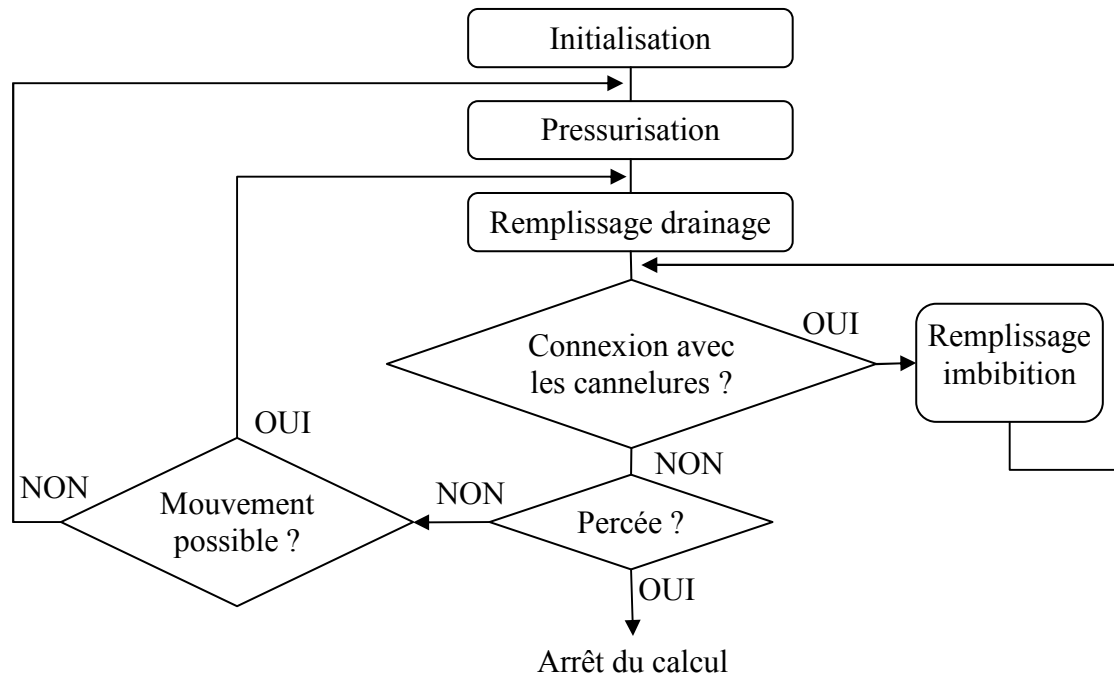 Initialisation
Pressurisation
Remplissage drainage
Connexion avec
les cannelures ?
OUI
Remplissage
imbibition
NON
Percée ?
NON
Mouvement
possible ?
OUI
NON
OUI
Arrêt du calcul